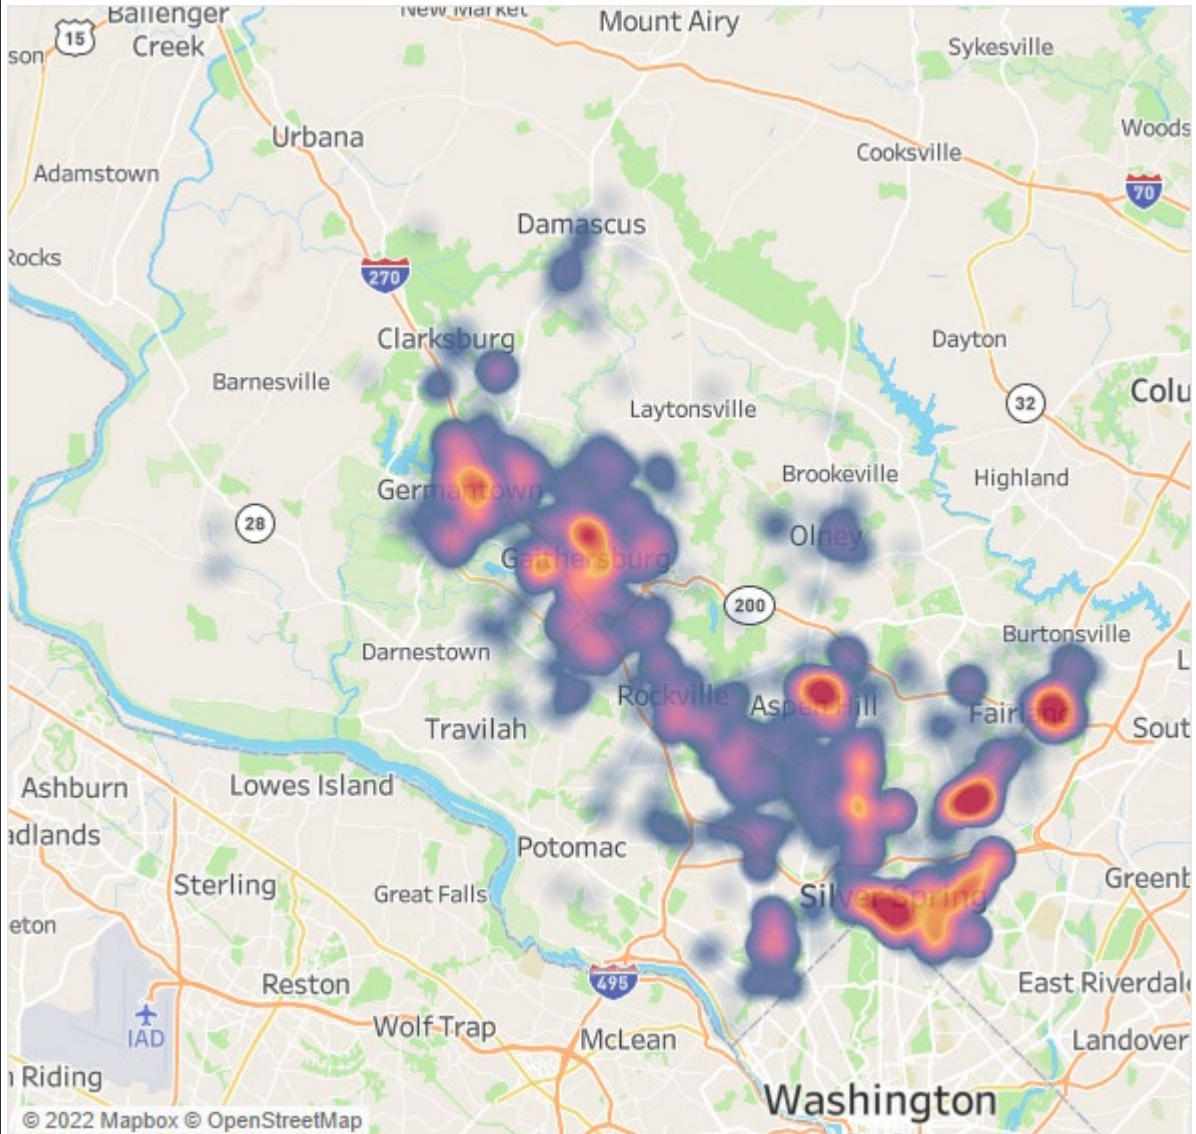 New Market
Mount Airy
Ballenger
Creek
15
70
Sykesville
son
Urbana
Woods
Cooksville
Adamstown
70
Damascus
Rocks
270
Clarksburg
Dayton
Barnesville
32
Colu
Laytonsville
Brookeville
Highland
Germantown
28
Olney
Gaithersburg
200
Burtonsville
Darnestown
L
Rockville
Aspen Hill
Fairland
Travilah
Sout
Ashburn
Lowes Island
adlands
Potomac
Sterling
Great Falls
Silver Spring
Greenb
eton
Reston
495
East Riverdale
IAD
Wolf Trap
McLean
Landover
n Riding
Washington
© 2022 Mapbox © OpenStreetMap